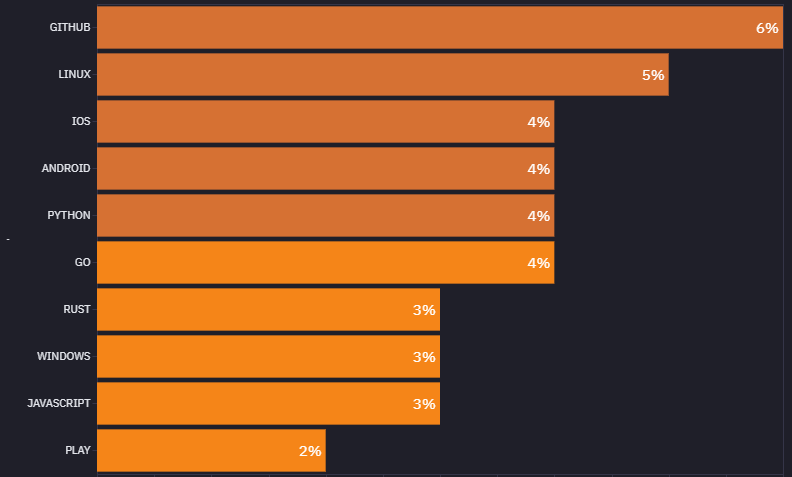 GITHUB 6%
LINUX 5%
IOS 4%
ANDROID 4%
PYTHON 4%
GO 4%
RUST 3%
WINDOWS 3%
JAVASCRIPT 3%
PLAY 2%